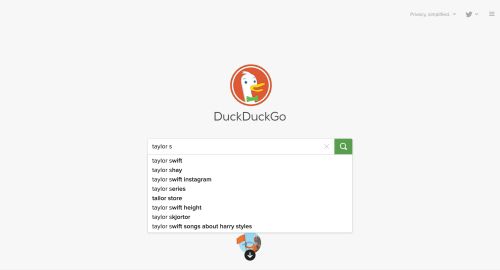 Privacy, simplified.
DuckDuckGo
taylor s
taylor swift
taylor shay
taylor swift instagram
taylor series
tailor store
taylor swift height
taylor skjortor
taylor swift songs about harry styles